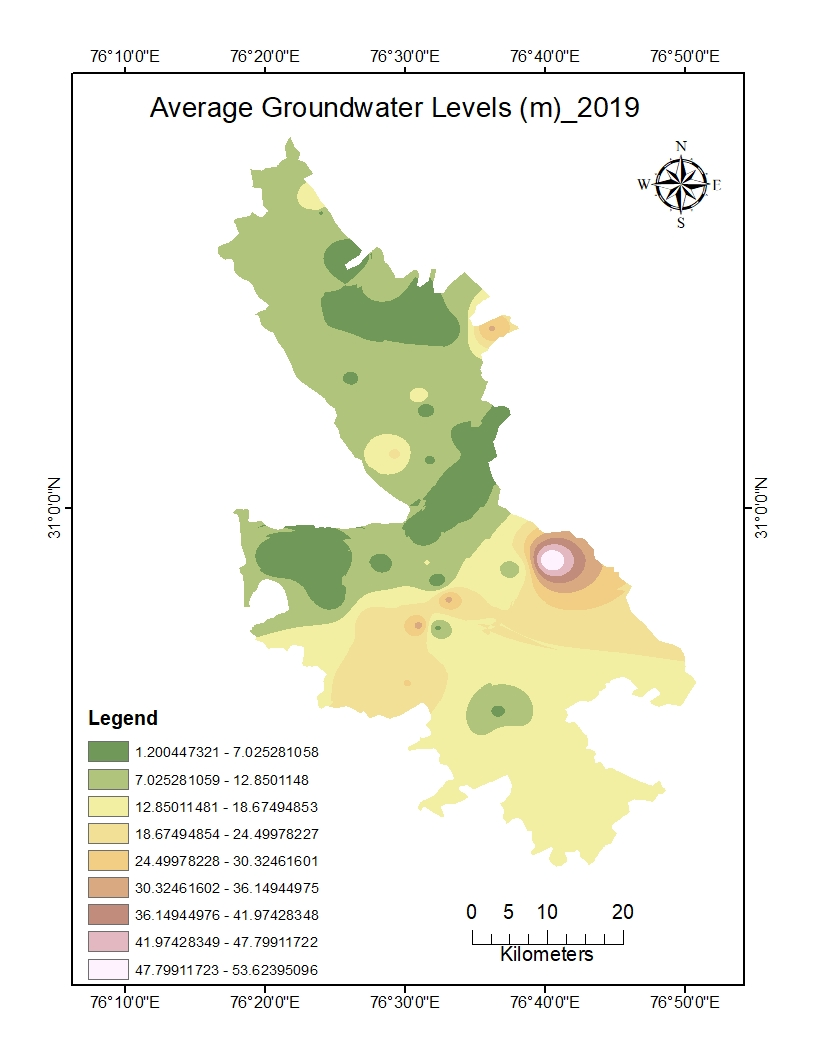 76°10'0"E 76°20'0"E 76°30'0"E 76°40'0"E 76°50'0"E
Average Groundwater Levels (m)_2019
N
W E
S
31°0'0"N 31°0'0"N
Legend
1.200447321 - 7.025281058
7.025281059 - 12.8501148
12.85011481 - 18.67494853
18.67494854 - 24.49978227
24.49978228 - 30.32461601
30.32461602 - 36.14944975
36.14944976 - 41.97428348
41.97428349 - 47.79911722
47.79911723 - 53.62395096
0 5 10 20
Kilometers
76°10'0"E 76°20'0"E 76°30'0"E 76°40'0"E 76°50'0"E